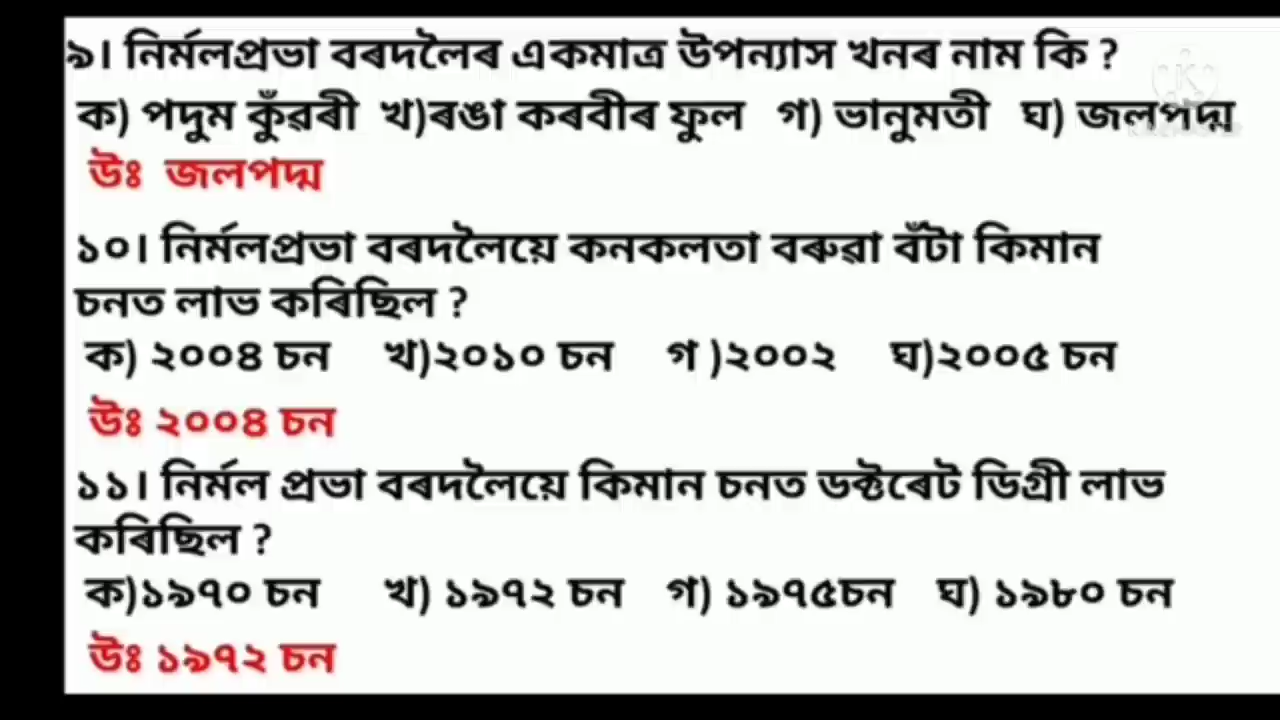 ৯। নিৰ্মলপ্ৰভা বৰদলৈৰ একমাত্ৰ উপন্যাস খনৰ নাম কি ?
ক) পদুম কুঁৱৰী খ)ৰঙা কৰবীৰ ফুল গ) ভানুমতী ঘ) জলপদ্ম
উঃ জলপদ্ম
১০। নিৰ্মলপ্ৰভা বৰদলৈয়ে কনকলতা বৰুৱা বঁটা কিমান
চনত লাভ কৰিছিল ?
ক) ২০০৪ চন খ)২০১০ চন গ )২০০২ ঘ)২০০৫ চন
উঃ ২০০৪ চন
১১। নিৰ্মল প্ৰভা বৰদলৈয়ে কিমান চনত ডক্টৰেট ডিগ্ৰী লাভ
কৰিছিল ?
ক)১৯৭০ চন খ) ১৯৭২ চন গ) ১৯৭৫চন ঘ) ১৯৮০ চন
উঃ ১৯৭২ চন